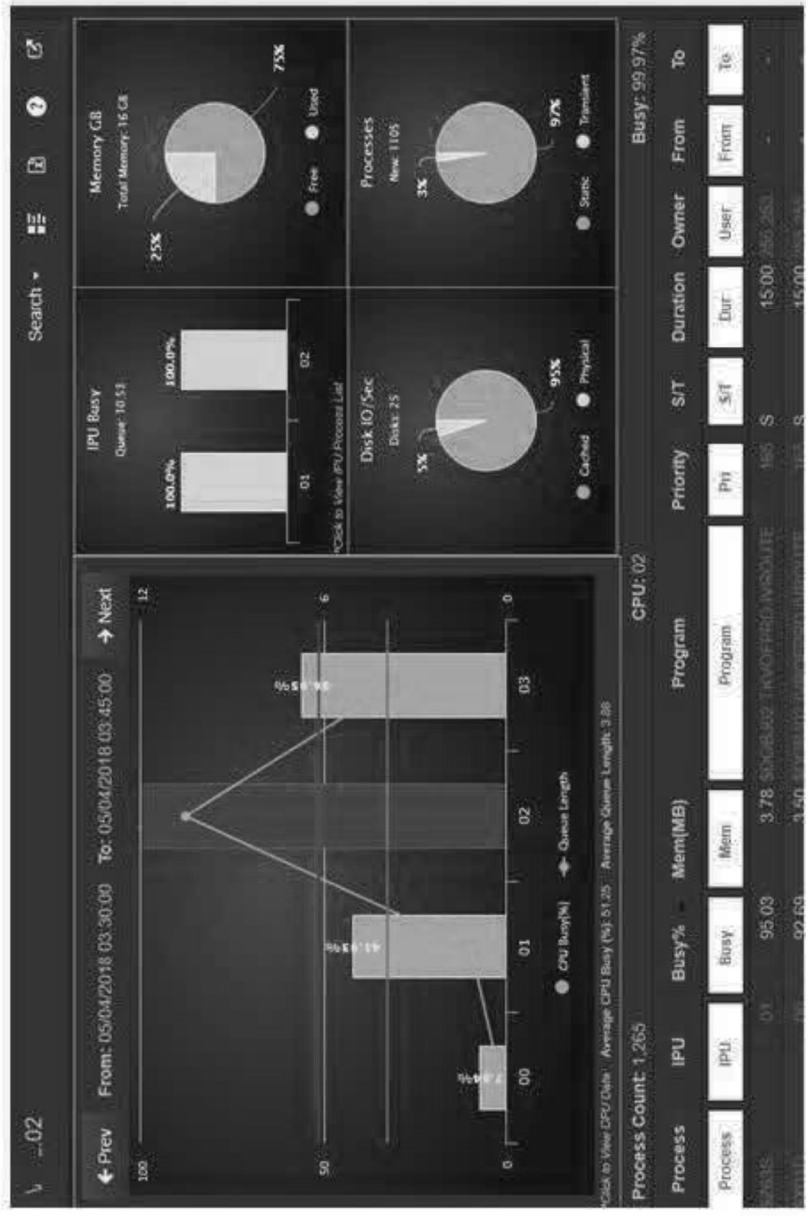 ...02
Search
← Prev
From: 05/04/2018 03:30:00
To: 05/04/2018 03:45:00
→ Next
100
50
0
12
6
0
7.94%
41.93%
00
01
02
03
CPU Busy(%)
Queue Length
*Click to View CPU Data
Average CPU Busy (%): 51.25
Average Queue Length: 3.88
IPU Busy
Queue: 10.53
100.0%
100.0%
01
02
*Click to View IPU Process List
Memory GB
Total Memory: 16 GB
25%
75%
Free
Used
Disk IO/Sec
Disks: 25
5%
95%
Cached
Physical
Processes
New: 1105
3%
97%
Static
Transient
Process Count: 1,265
CPU: 02
Busy: 99.97%
Process IPU Busy% Mem(MB) Program Priority S/T Duration Owner From To
Process IPU Busy Mem Program Pri S/T Dur User From To
01 95.03 3.78 165 S 15:00 - -
92.69 3.60 15:00